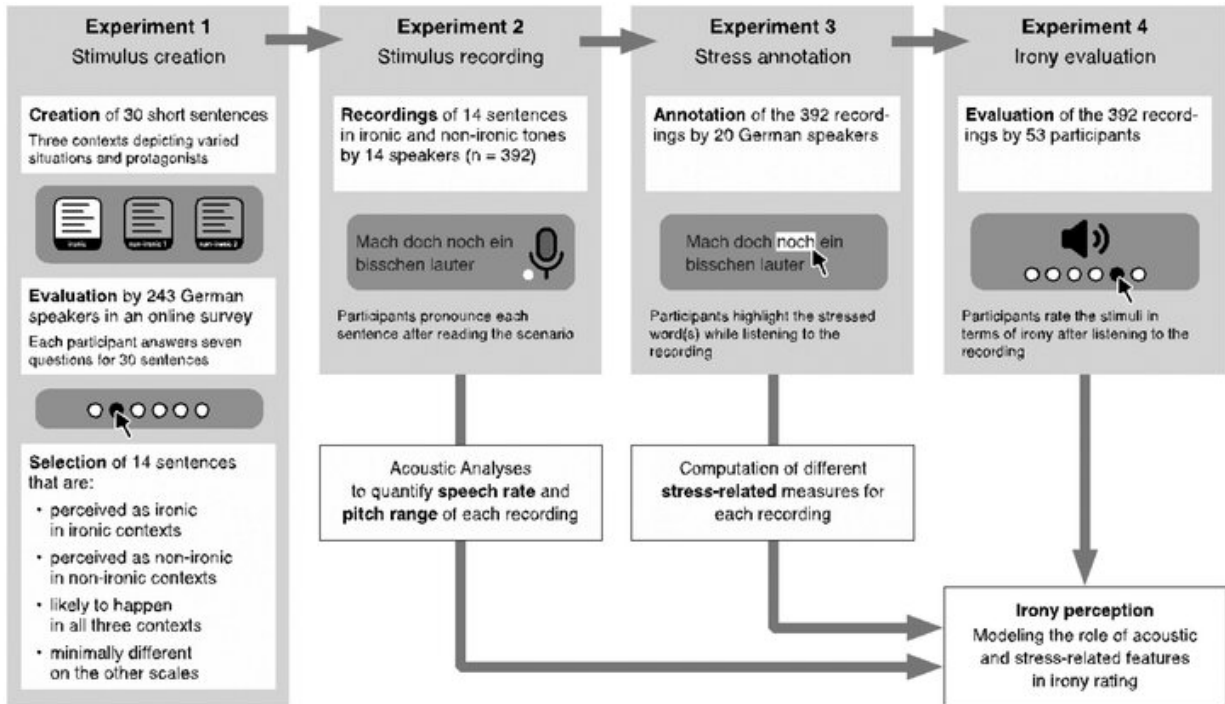 Experiment 1
Stimulus creation
Creation of 30 short sentences
Three contexts depicting varied
situations and protagonists
ironic
non-ironic 1
non-ironic 2
Evaluation by 243 German
speakers in an online survey
Each participant answers seven
questions for 30 sentences
Selection of 14 sentences
that are:
• perceived as ironic
in ironic contexts
• perceived as non-ironic
in non-ironic contexts
• likely to happen
in all three contexts
• minimally different
on the other scales
Experiment 2
Stimulus recording
Recordings of 14 sentences
in ironic and non-ironic tones
by 14 speakers (n = 392)
Mach doch noch ein
bisschen lauter
Participants pronounce each
sentence after reading the scenario
Acoustic Analyses
to quantify speech rate and
pitch range of each recording
Experiment 3
Stress annotation
Annotation of the 392 record-
ings by 20 German speakers
Mach doch noch ein
bisschen lauter
Participants highlight the stressed
word(s) while listening to the
recording
Computation of different
stress-related measures for
each recording
Experiment 4
Irony evaluation
Evaluation of the 392 record-
ings by 53 participants
Participants rate the stimuli in
terms of irony after listening to the
recording
Irony perception
Modeling the role of acoustic
and stress-related features
in irony rating